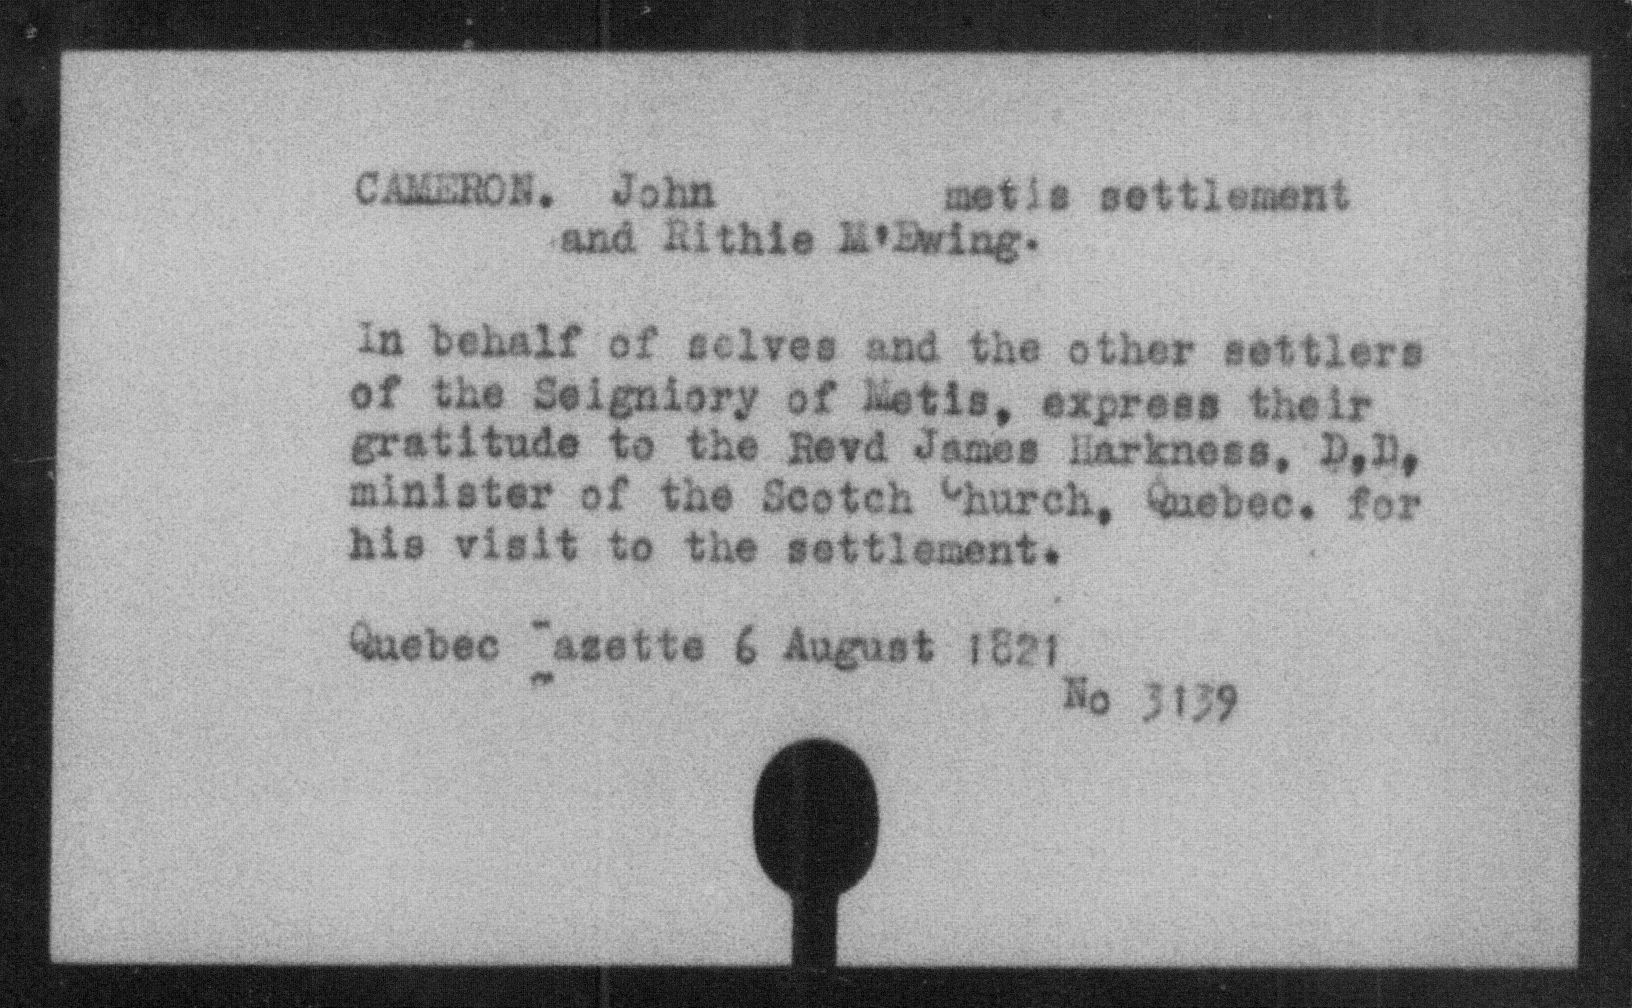 CAMERON. John metis settlement
and Rithie M'Ewing.
In behalf of selves and the other settlers
of the Seigniory of Metis, express their
gratitude to the Revd James Harkness. D,D,
minister of the Scotch Church, Quebec. for
his visit to the settlement.
Quebec Gazette 6 August 1821
No 3139